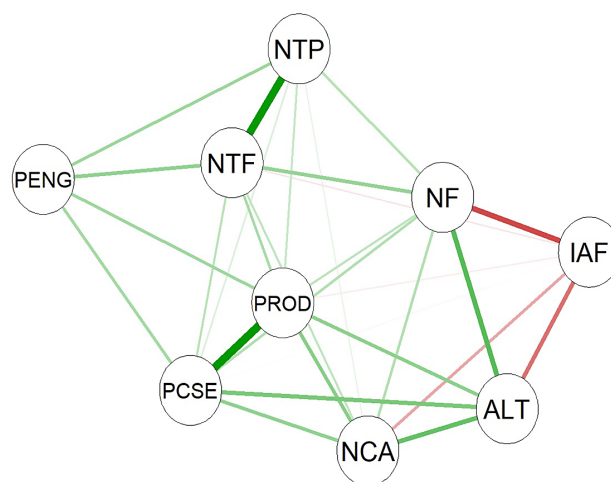 NTP
NTF
PENG
NF
IAF
PROD
PCSE
ALT
NCA